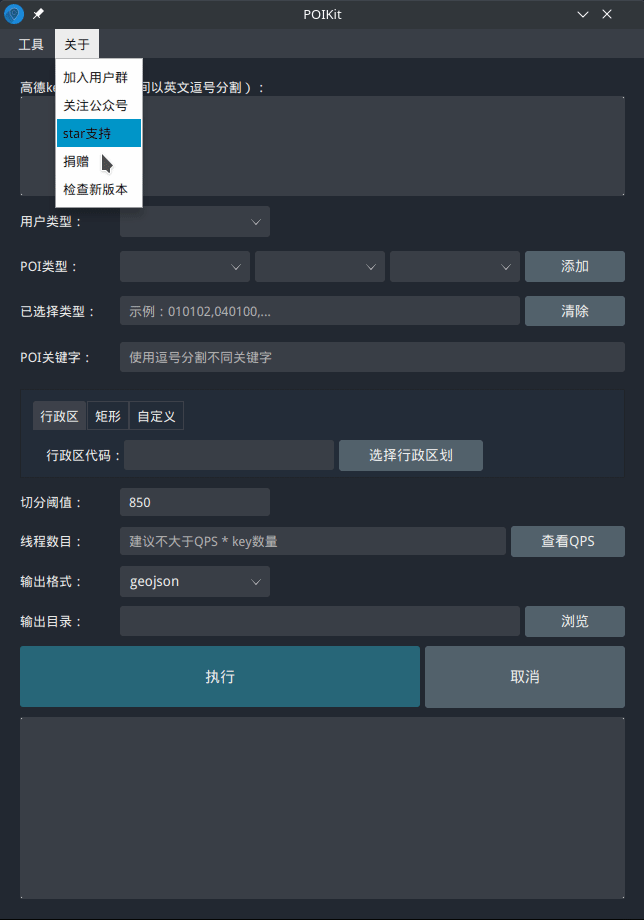 POIKit
工具 关于
加入用户群
高德ke 间以英文逗号分割）：
关注公众号
star支持
捐赠
检查新版本
用户类型：
POI类型： 添加
已选择类型： 示例：010102,040100,... 清除
POI关键字： 使用逗号分割不同关键字
行政区 矩形 自定义
行政区代码： 选择行政区划
切分阈值： 850
线程数目： 建议不大于QPS * key数量 查看QPS
输出格式： geojson
输出目录： 浏览
执行 取消